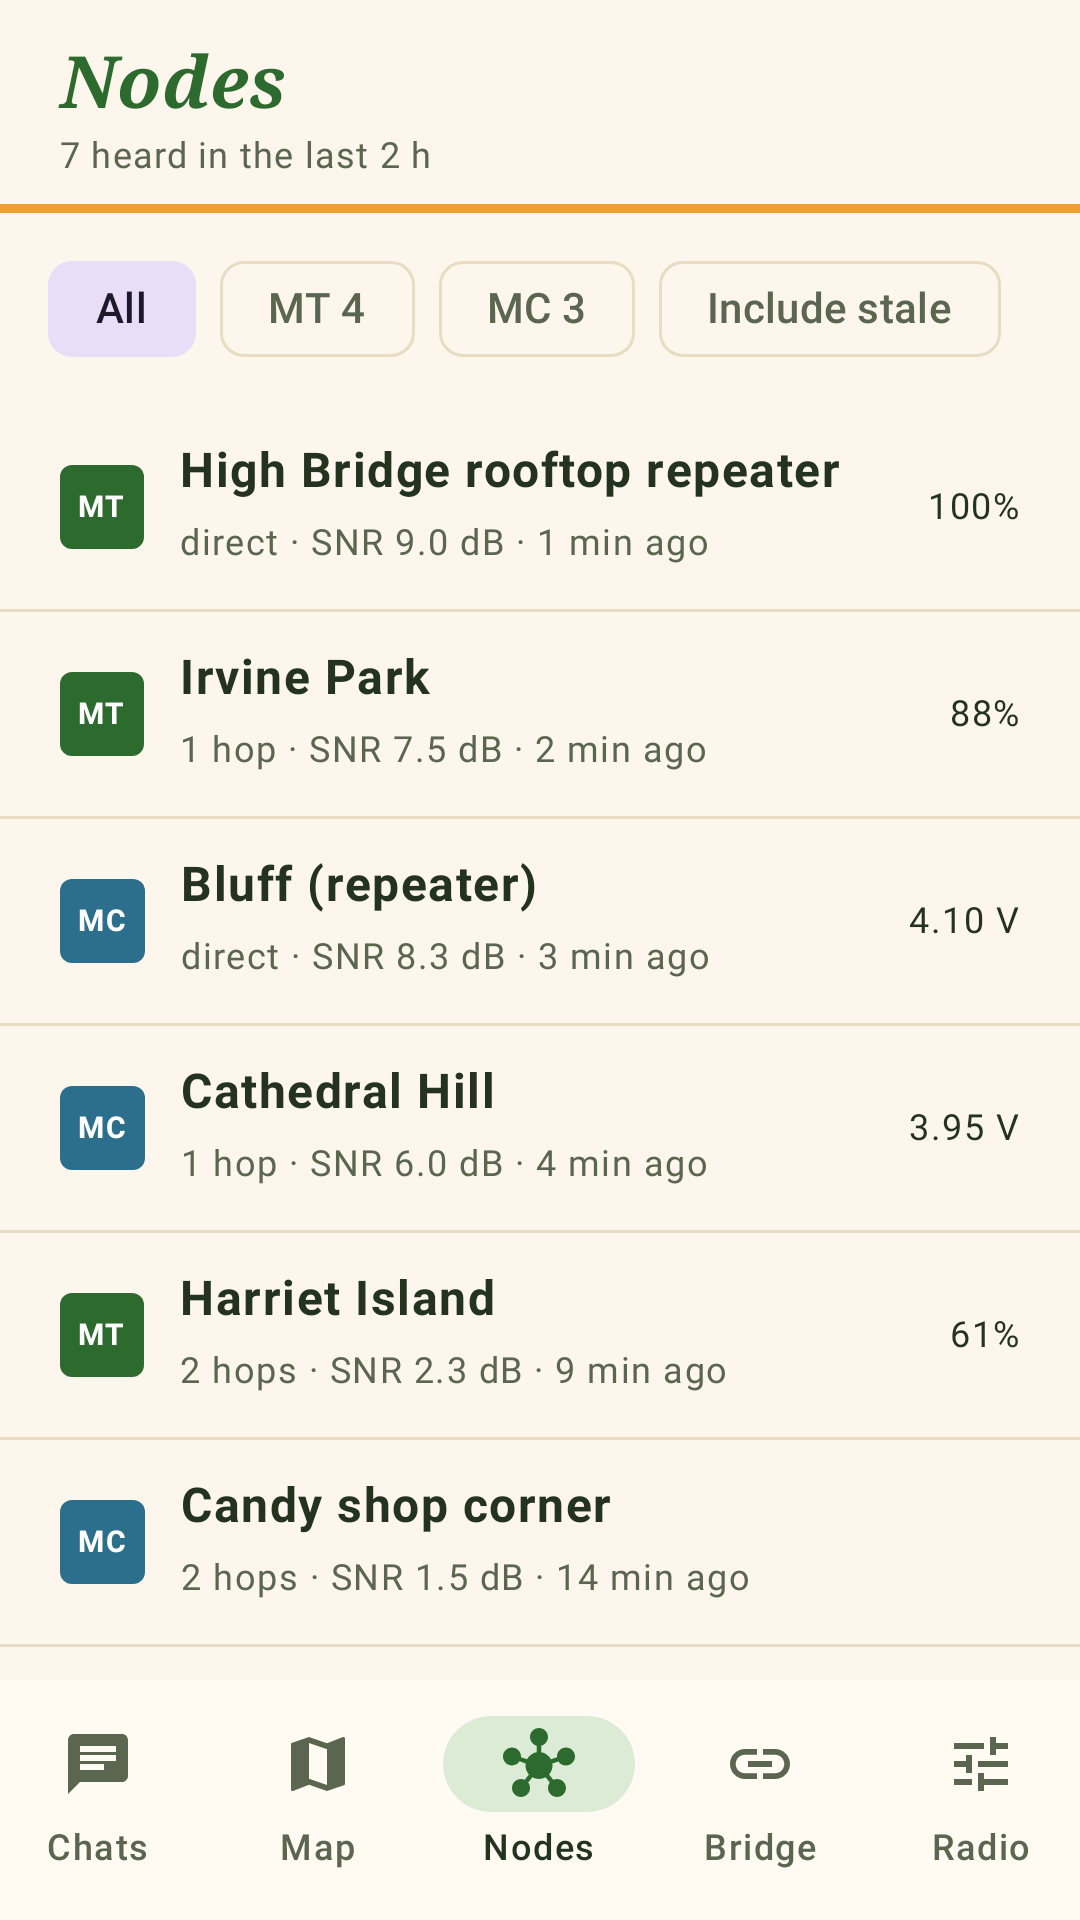 Nodes
7 heard in the last 2 h
All
MT 4
MC 3
Include stale
MT
High Bridge rooftop repeater
direct · SNR 9.0 dB · 1 min ago
100%
MT
Irvine Park
1 hop · SNR 7.5 dB · 2 min ago
88%
MC
Bluff (repeater)
direct · SNR 8.3 dB · 3 min ago
4.10 V
MC
Cathedral Hill
1 hop · SNR 6.0 dB · 4 min ago
3.95 V
MT
Harriet Island
2 hops · SNR 2.3 dB · 9 min ago
61%
MC
Candy shop corner
2 hops · SNR 1.5 dB · 14 min ago
Chats
Map
Nodes
Bridge
Radio